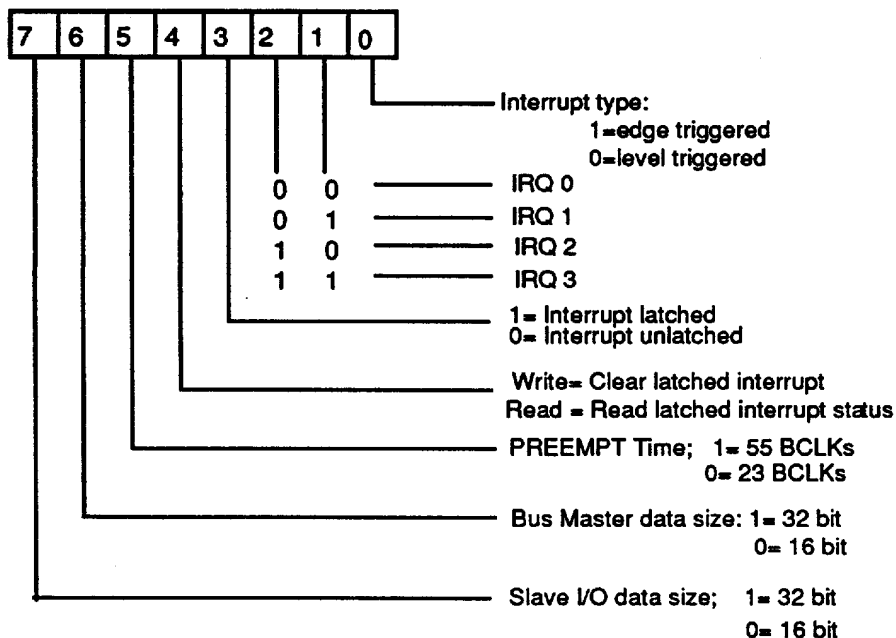 7 6 5 4 3 2 1 0
Interrupt type:
1=edge triggered
0=level triggered
0 0 IRQ 0
0 1 IRQ 1
1 0 IRQ 2
1 1 IRQ 3
1= Interrupt latched
0= Interrupt unlatched
Write= Clear latched interrupt
Read = Read latched interrupt status
PREEMPT Time; 1= 55 BCLKs
0= 23 BCLKs
Bus Master data size: 1= 32 bit
0= 16 bit
Slave I/O data size; 1= 32 bit
0= 16 bit